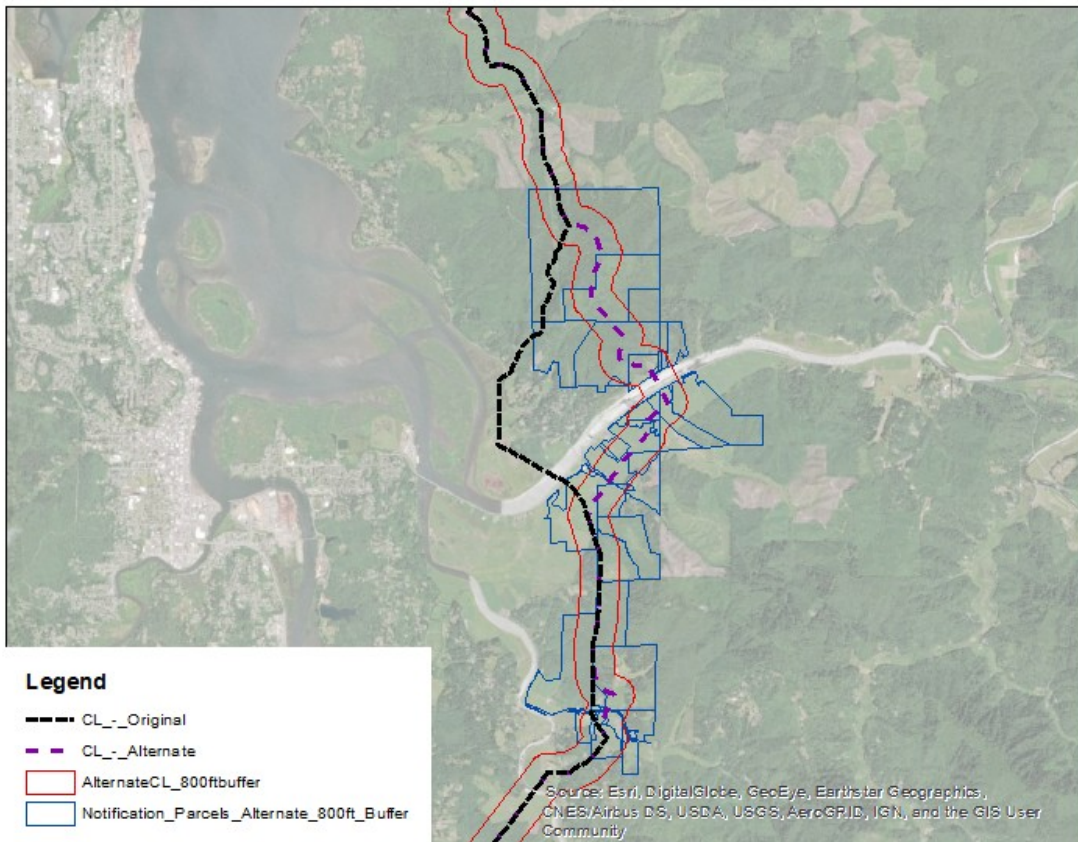 Legend
CL_-_Original
CL_-_Alternate
AlternateCL_800ftbuffer
Notification_Parcels_Alternate_800ft_Buffer
Source: Esri, DigitalGlobe, GeoEye, Earthstar Geographics,
CNES/Airbus DS, USDA, USGS, AeroGRID, IGN, and the GIS User
Community